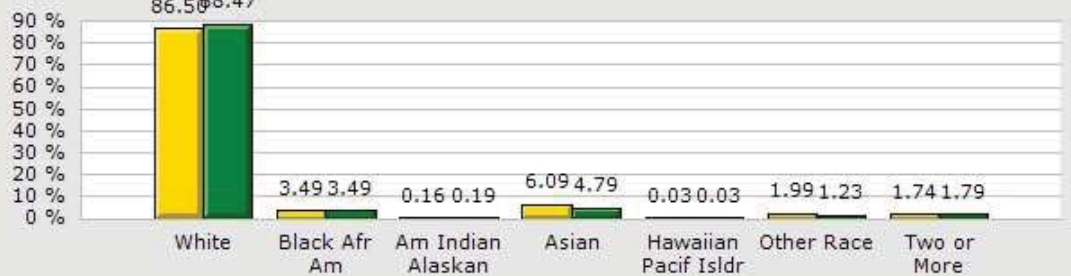 86.50 88.47
90 %
80 %
70 %
60 %
50 %
40 %
30 %
20 %
10 %
0 %
3.49 3.49
0.16 0.19
6.09 4.79
0.03 0.03
1.99 1.23
1.74 1.79
White
Black Afr
Am
Am Indian
Alaskan
Asian
Hawaiian
Pacif Isldr
Other Race
Two or
More